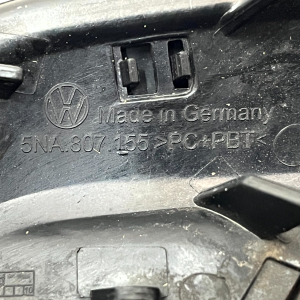 Made in Germany
5NA.807.155 >PC+PBT<